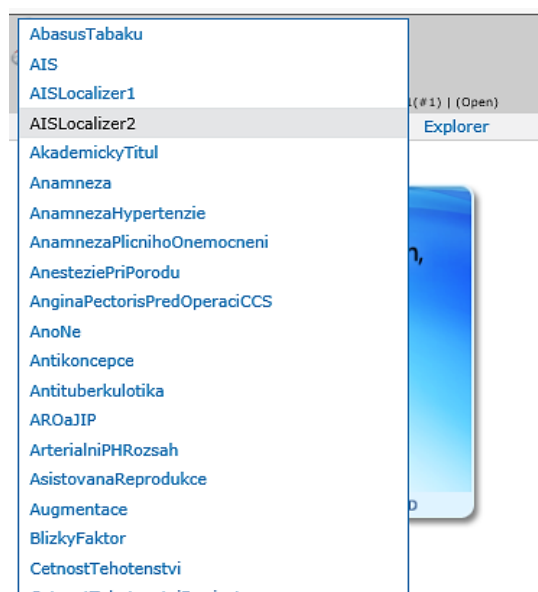 AbasusTabaku
AIS
AISLocalizer1
1(#1) | (Open)
AISLocalizer2
Explorer
AkademickyTitul
Anamneza
AnamnezaHypertenzie
AnamnezaPlicnihoOnemocneni
AnesteziePriPorodu
AnginaPectorisPredOperaciCCS
AnoNe
Antikoncepce
Antituberkulotika
AROaJIP
ArterialniPHRozsah
AsistovanaReprodukce
Augmentace
BlizkyFaktor
CetnostTehotenstvi